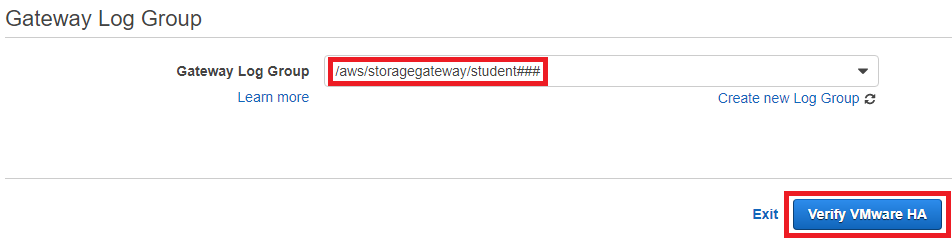 Gateway Log Group
Gateway Log Group /aws/storagegateway/student###
Learn more Create new Log Group
Exit Verify VMware HA